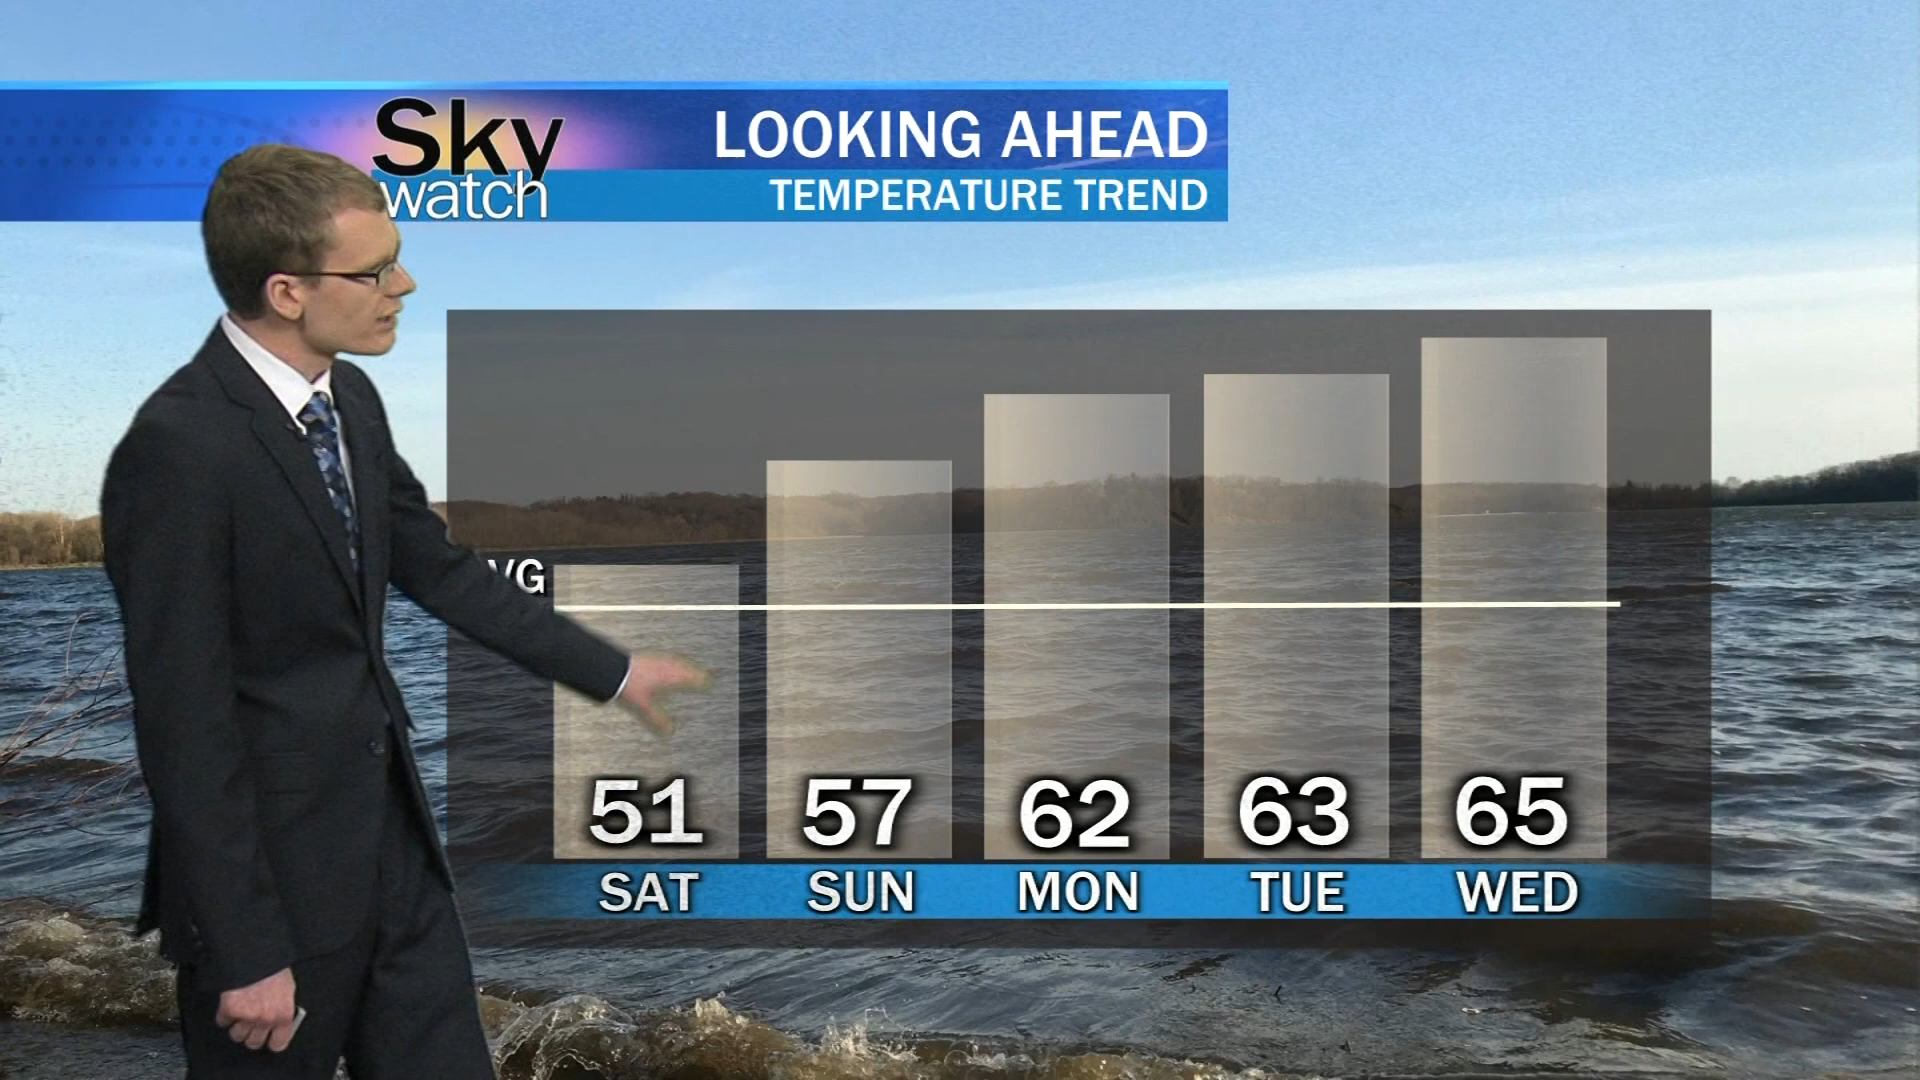 Sky
watch
LOOKING AHEAD
TEMPERATURE TREND
51 57 62 63 65
SAT SUN MON TUE WED